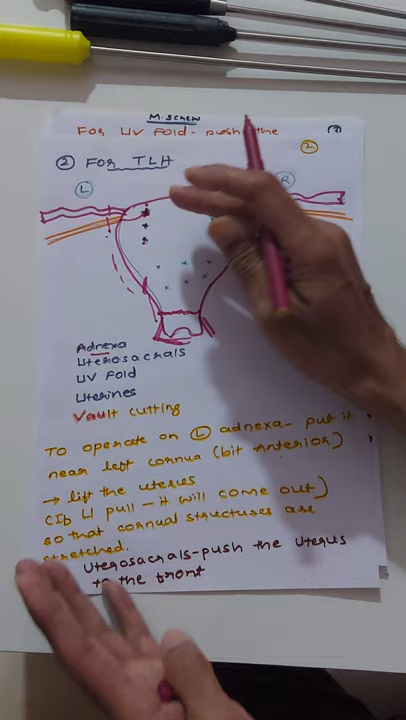 M. screw
For UV Fold - push the
2
② For TLH
L
R
Adnexa
Uterosacrals
UV Fold
Uterines
Vault cutting
To operate on Ⓛ adnexa - put it
near left cornua (bit Anterior)
→ lift the uterus
(Ib U pull - it will come out)
so that cornual structures are
stretched.
Uterosacrals - push the uterus
to the front